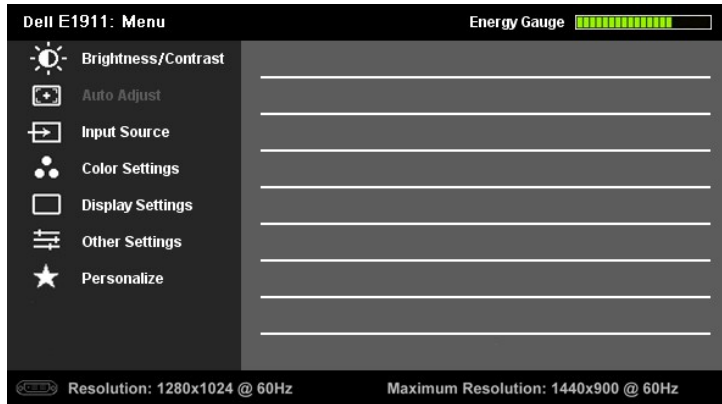 Dell E1911: Menu
Energy Gauge
Brightness/Contrast
Auto Adjust
Input Source
Color Settings
Display Settings
Other Settings
Personalize
Resolution: 1280x1024 @ 60Hz
Maximum Resolution: 1440x900 @ 60Hz